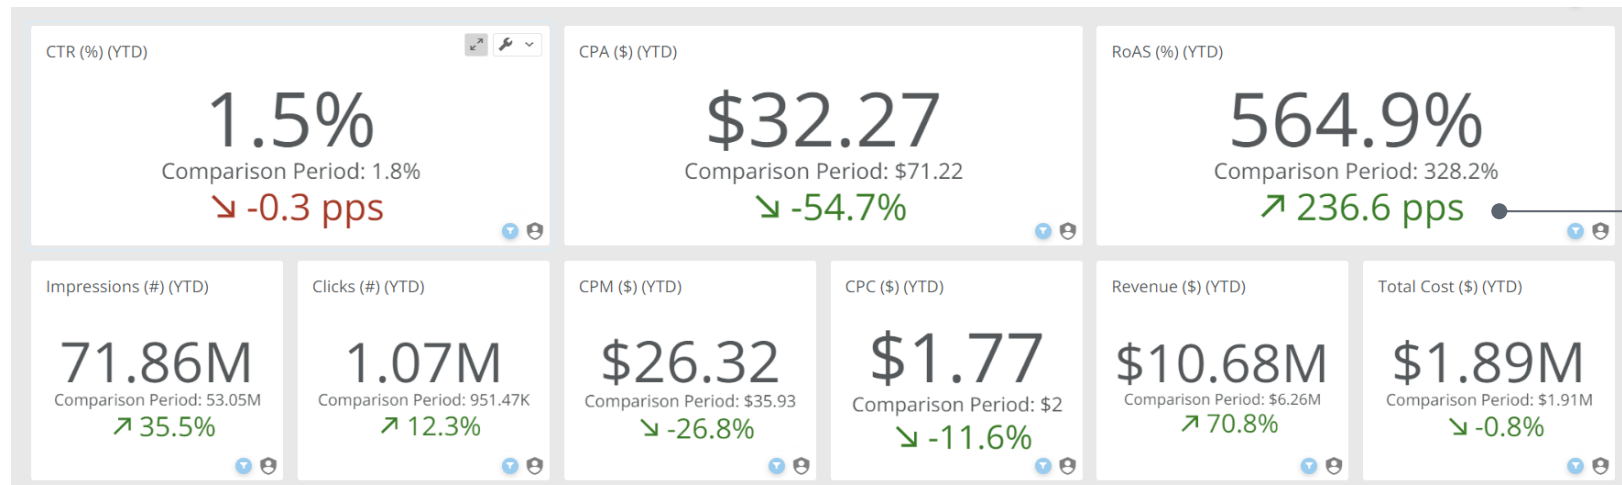 CTR (%) (YTD)
1.5%
Comparison Period: 1.8%
↘ -0.3 pps
CPA ($) (YTD)
$32.27
Comparison Period: $71.22
↘ -54.7%
RoAS (%) (YTD)
564.9%
Comparison Period: 328.2%
↗ 236.6 pps
Impressions (#) (YTD)
71.86M
Comparison Period: 53.05M
↗ 35.5%
Clicks (#) (YTD)
1.07M
Comparison Period: 951.47K
↗ 12.3%
CPM ($) (YTD)
$26.32
Comparison Period: $35.93
↘ -26.8%
CPC ($) (YTD)
$1.77
Comparison Period: $2
↘ -11.6%
Revenue ($) (YTD)
$10.68M
Comparison Period: $6.26M
↗ 70.8%
Total Cost ($) (YTD)
$1.89M
Comparison Period: $1.91M
↘ -0.8%